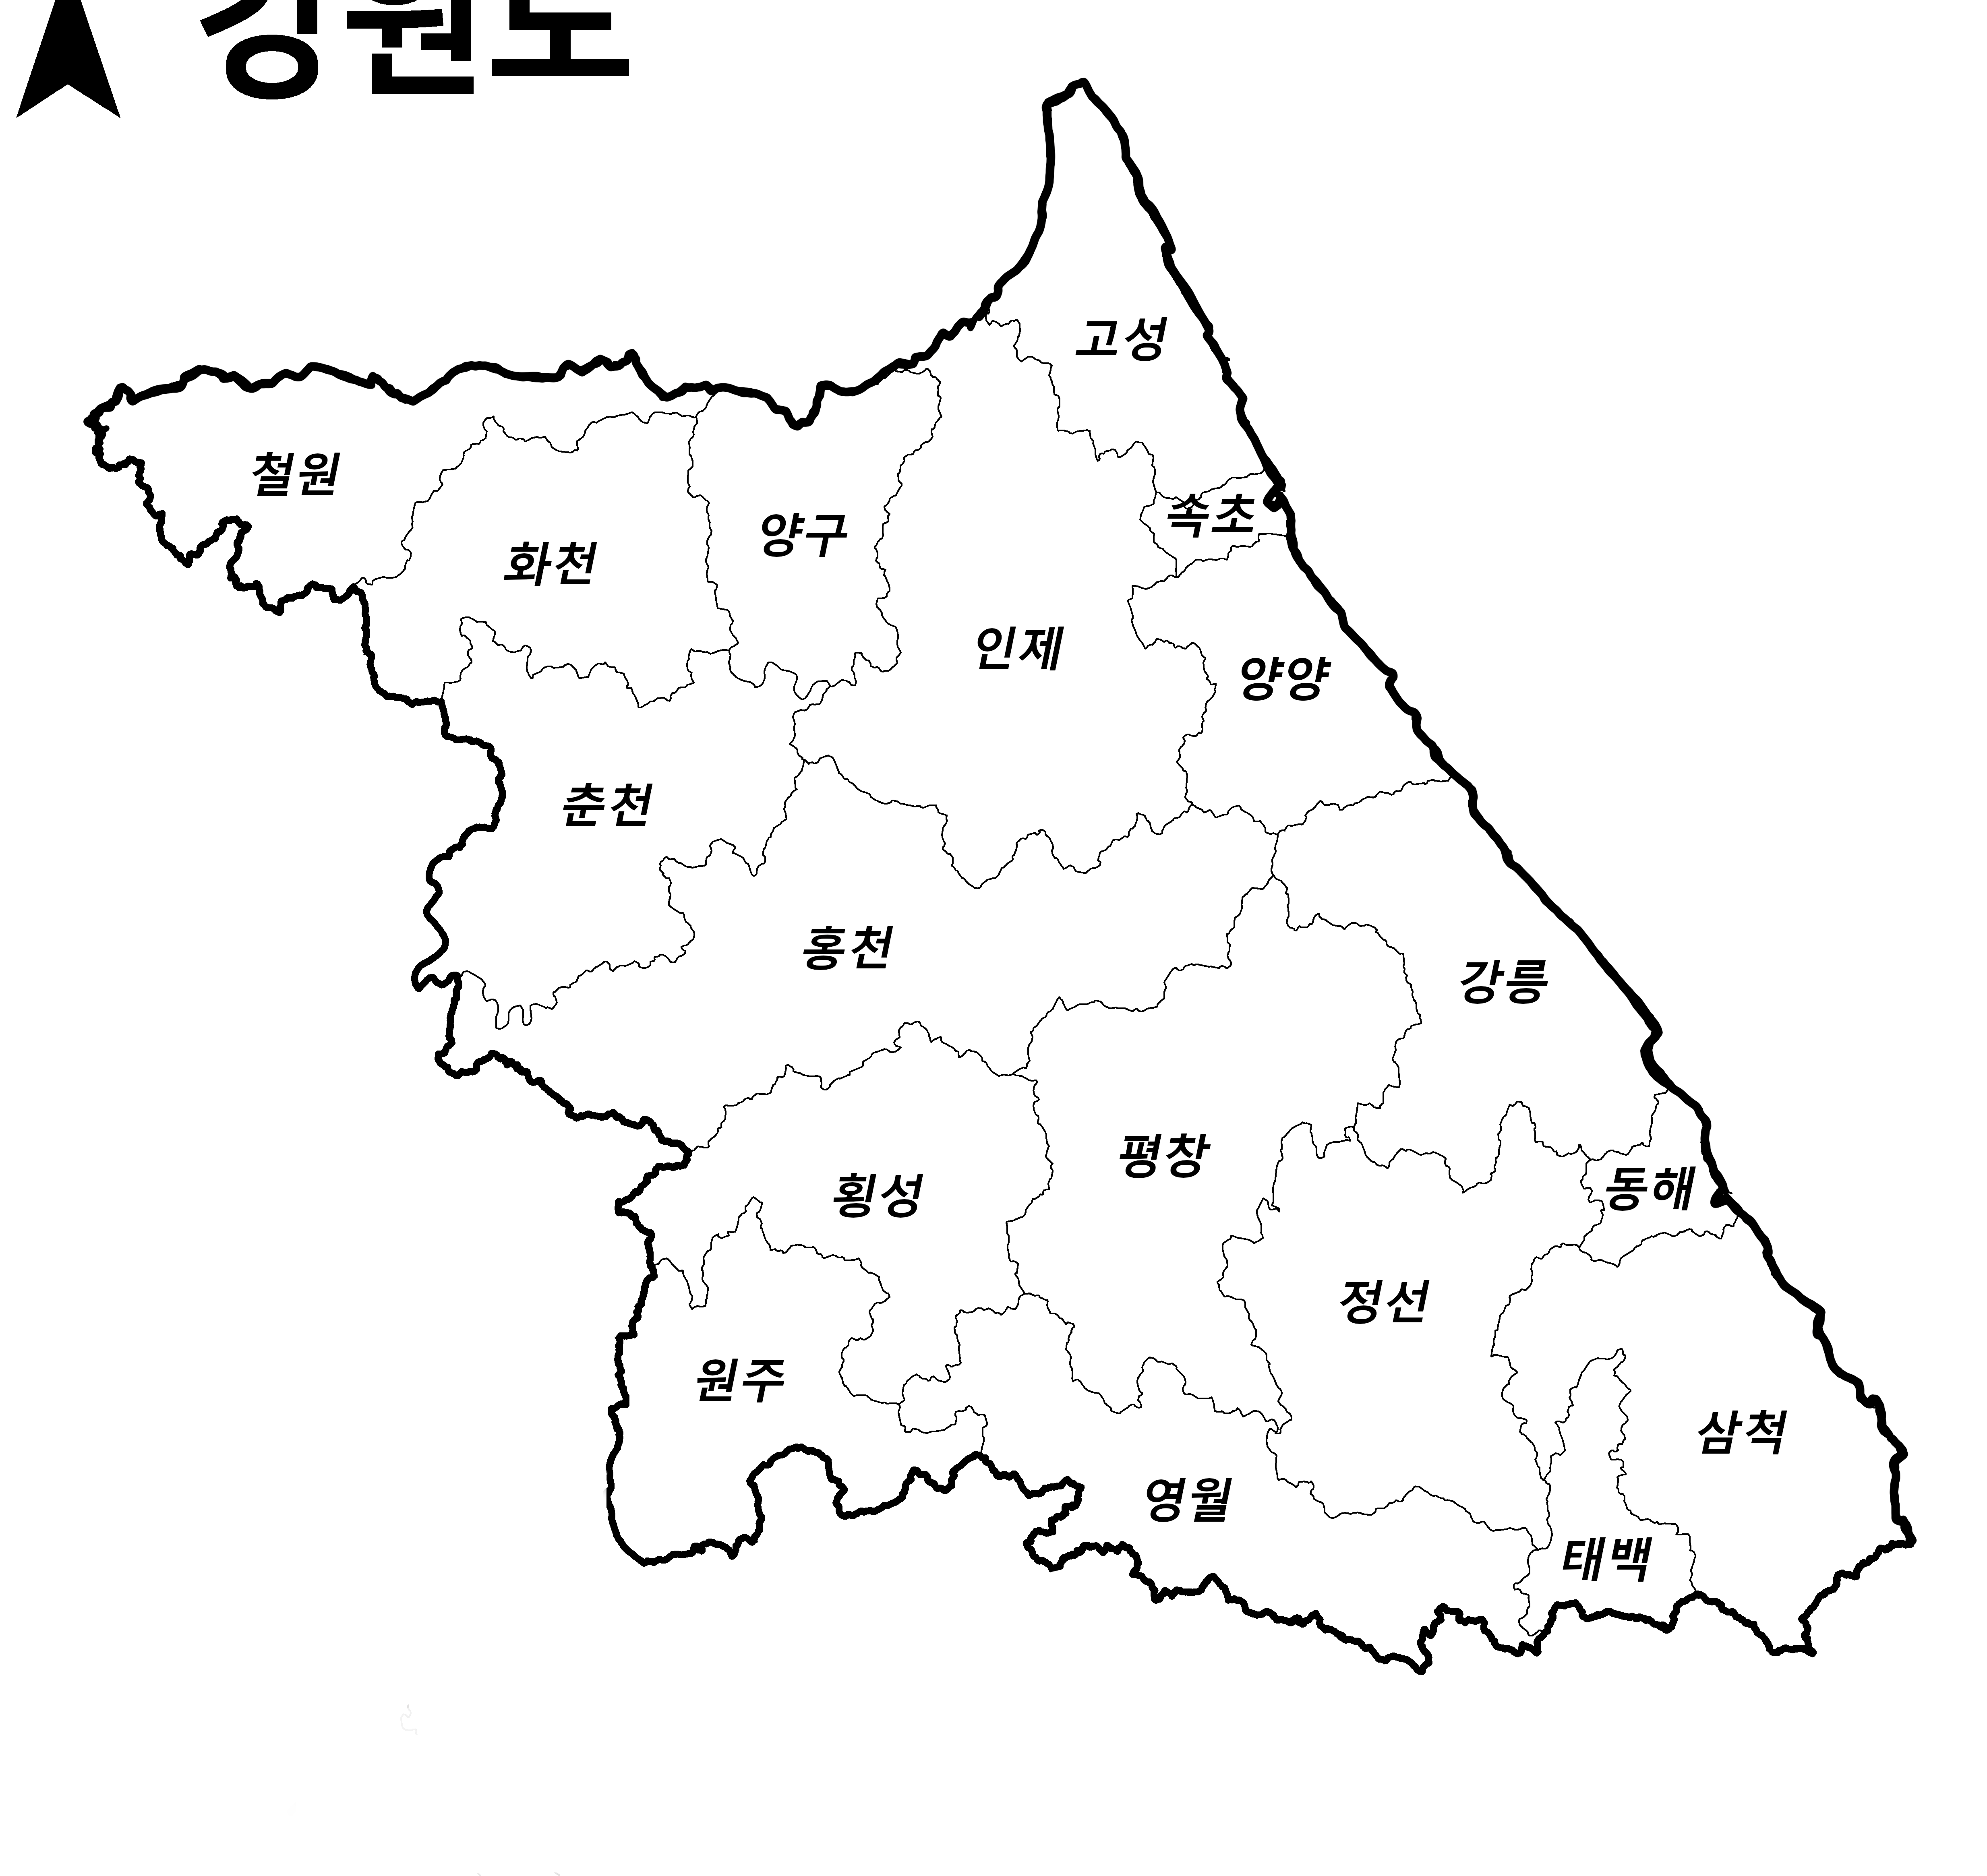 강원도
고성
철원
속초
양구
화천
인제
양양
춘천
홍천
강릉
평창
동해
횡성
정선
원주
삼척
영월
태백